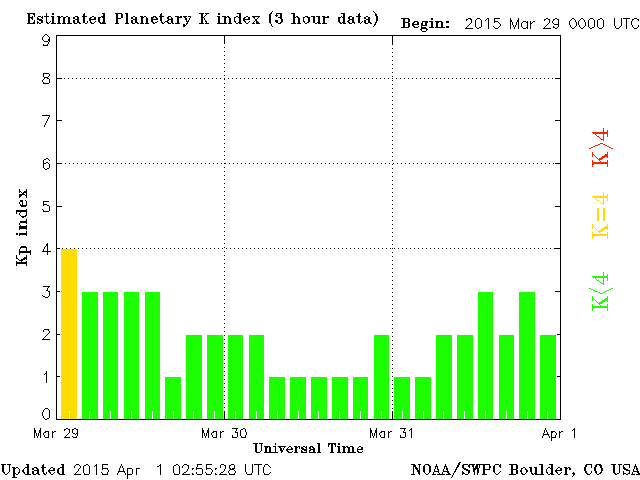 Estimated Planetary K index (3 hour data) Begin: 2015 Mar 29 0000 UTC
9
8
7
6
5
4
3
2
1
0
Kp index
K>4
K=4
K<4
Mar 29 Mar 30 Mar 31 Apr 1
Universal Time
Updated 2015 Apr 1 02:55:28 UTC NOAA/SWPC Boulder, CO USA